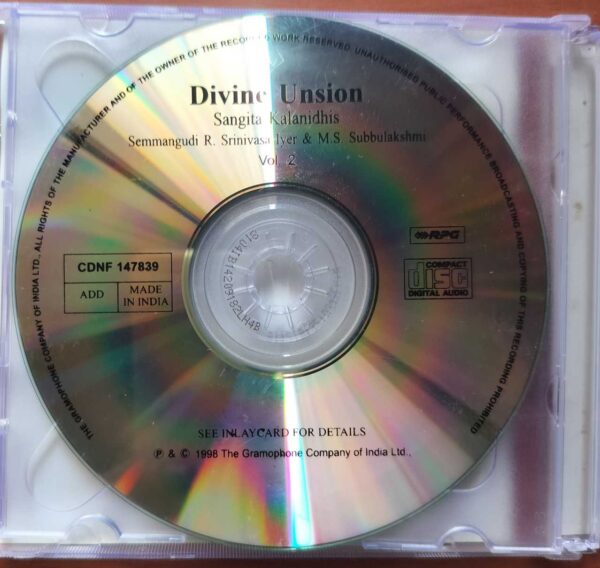 THE GRAMOPHONE COMPANY OF INDIA LTD., ALL RIGHTS OF THE MANUFACTURER AND OF THE OWNER OF THE RECORDED WORK RESERVED. UNAUTHORISED PUBLIC PERFORMANCE BROADCASTING AND COPYING OF THIS RECORDING PROHIBITED
Divine Unsion
Sangita Kalanidhis
Semmangudi R. Srinivasa Iyer & M.S. Subbulakshmi
Vol. 2
RPG
CDNF 147839
ADD
MADE
IN INDIA
COMPACT
disc
DIGITAL AUDIO
SEE INLAYCARD FOR DETAILS
℗ & © 1998 The Gramophone Company of India Ltd.,